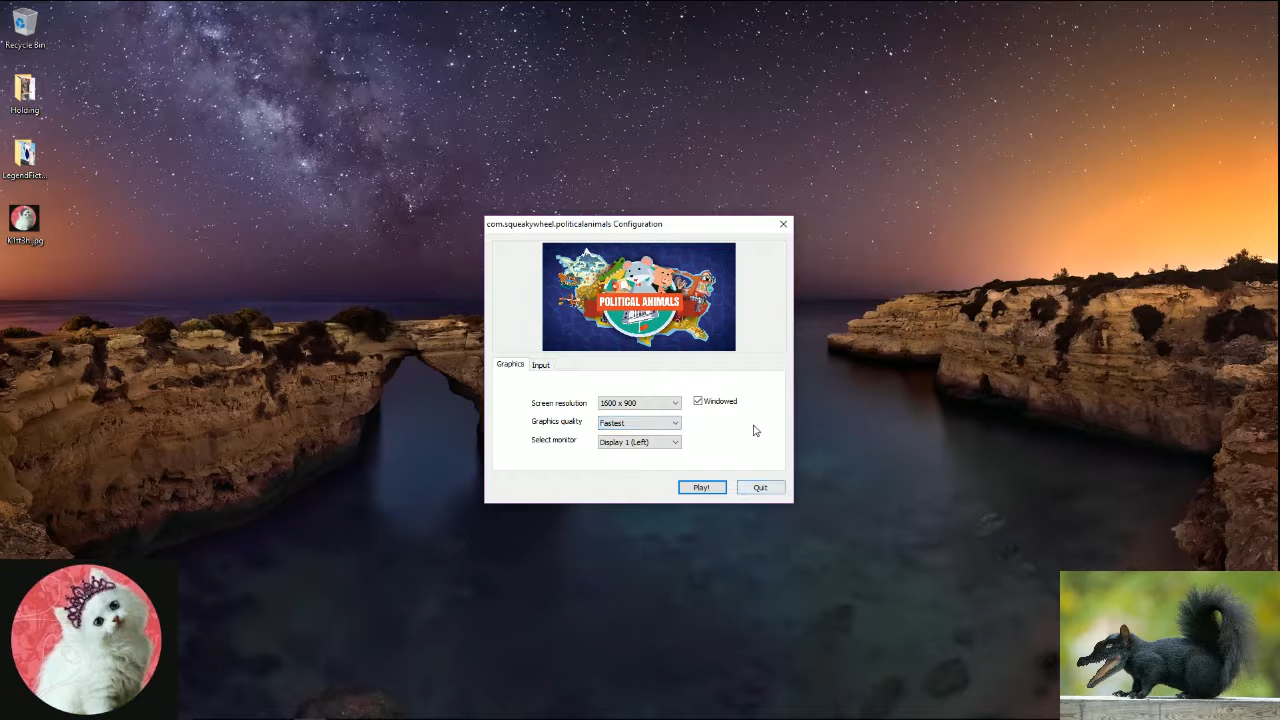 Recycle Bin
Holding
LegendFict...
K1tt3h.jpg
com.squeakywheel.politicalanimals Configuration
POLITICAL ANIMALS
Graphics
Input
Screen resolution
1600 x 900
Windowed
Graphics quality
Fastest
Select monitor
Display 1 (Left)
Play!
Quit